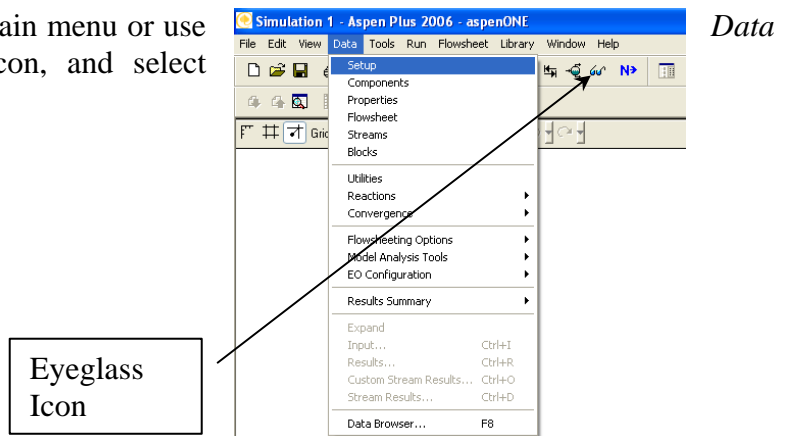 ain menu or use
con, and select
Data
Simulation 1 - Aspen Plus 2006 - aspenONE
File Edit View Data Tools Run Flowsheet Library Window Help
N
Setup
Components
Properties
Flowsheet
Streams
Blocks
Utilities
Reactions
Convergence
Flowsheeting Options
Model Analysis Tools
EO Configuration
Results Summary
Expand
Input... Ctrl+I
Results... Ctrl+R
Custom Stream Results... Ctrl+O
Stream Results... Ctrl+D
Data Browser... F8
Gric
Eyeglass
Icon